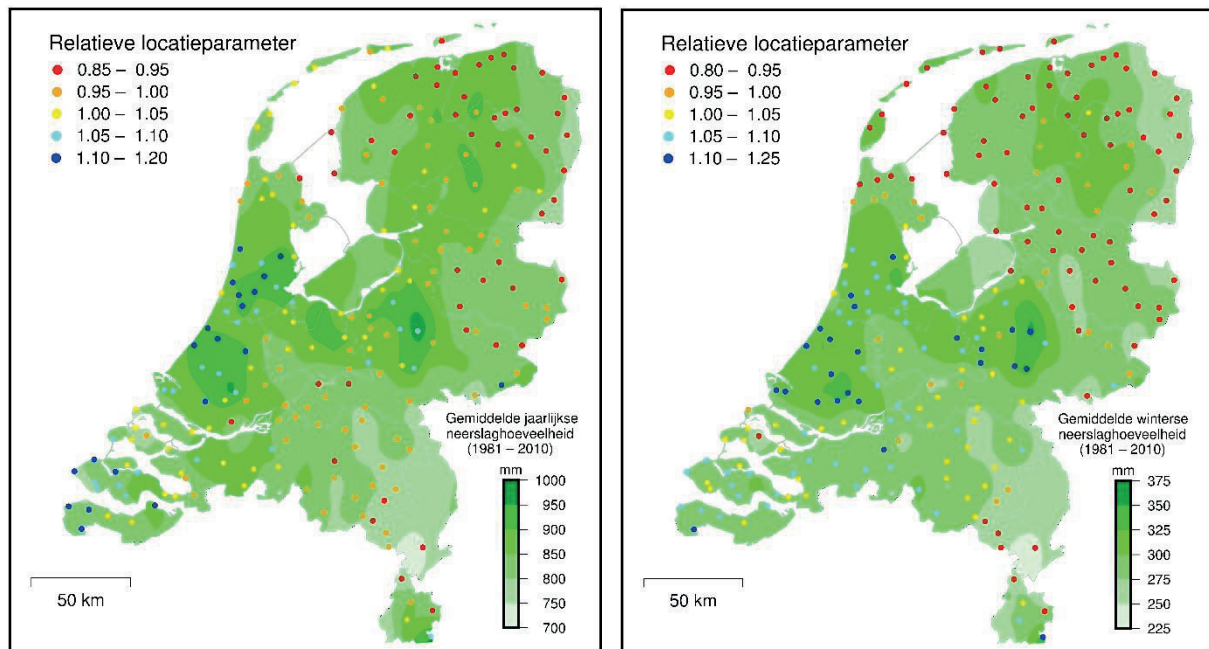 Relatieve locatieparameter
0.85 – 0.95
0.95 – 1.00
1.00 – 1.05
1.05 – 1.10
1.10 – 1.20
Gemiddelde jaarlijkse
neerslaghoeveelheid
(1981 – 2010)
mm
1000
950
900
850
800
750
700
50 km
Relatieve locatieparameter
0.80 – 0.95
0.95 – 1.00
1.00 – 1.05
1.05 – 1.10
1.10 – 1.25
Gemiddelde winterse
neerslaghoeveelheid
(1981 – 2010)
mm
375
350
325
300
275
250
225
50 km